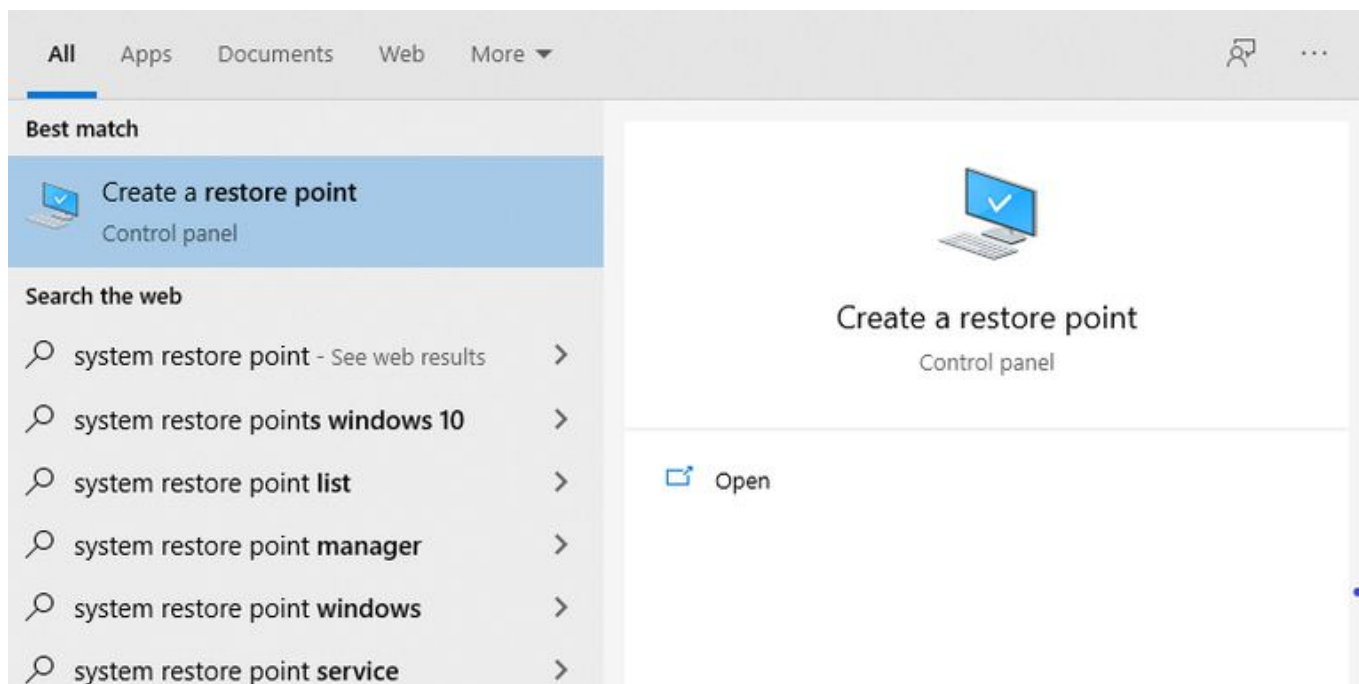 All Apps Documents Web More
Best match
Create a restore point
Control panel
Search the web
system restore point - See web results
system restore points windows 10
system restore point list
system restore point manager
system restore point windows
system restore point service
Create a restore point
Control panel
Open